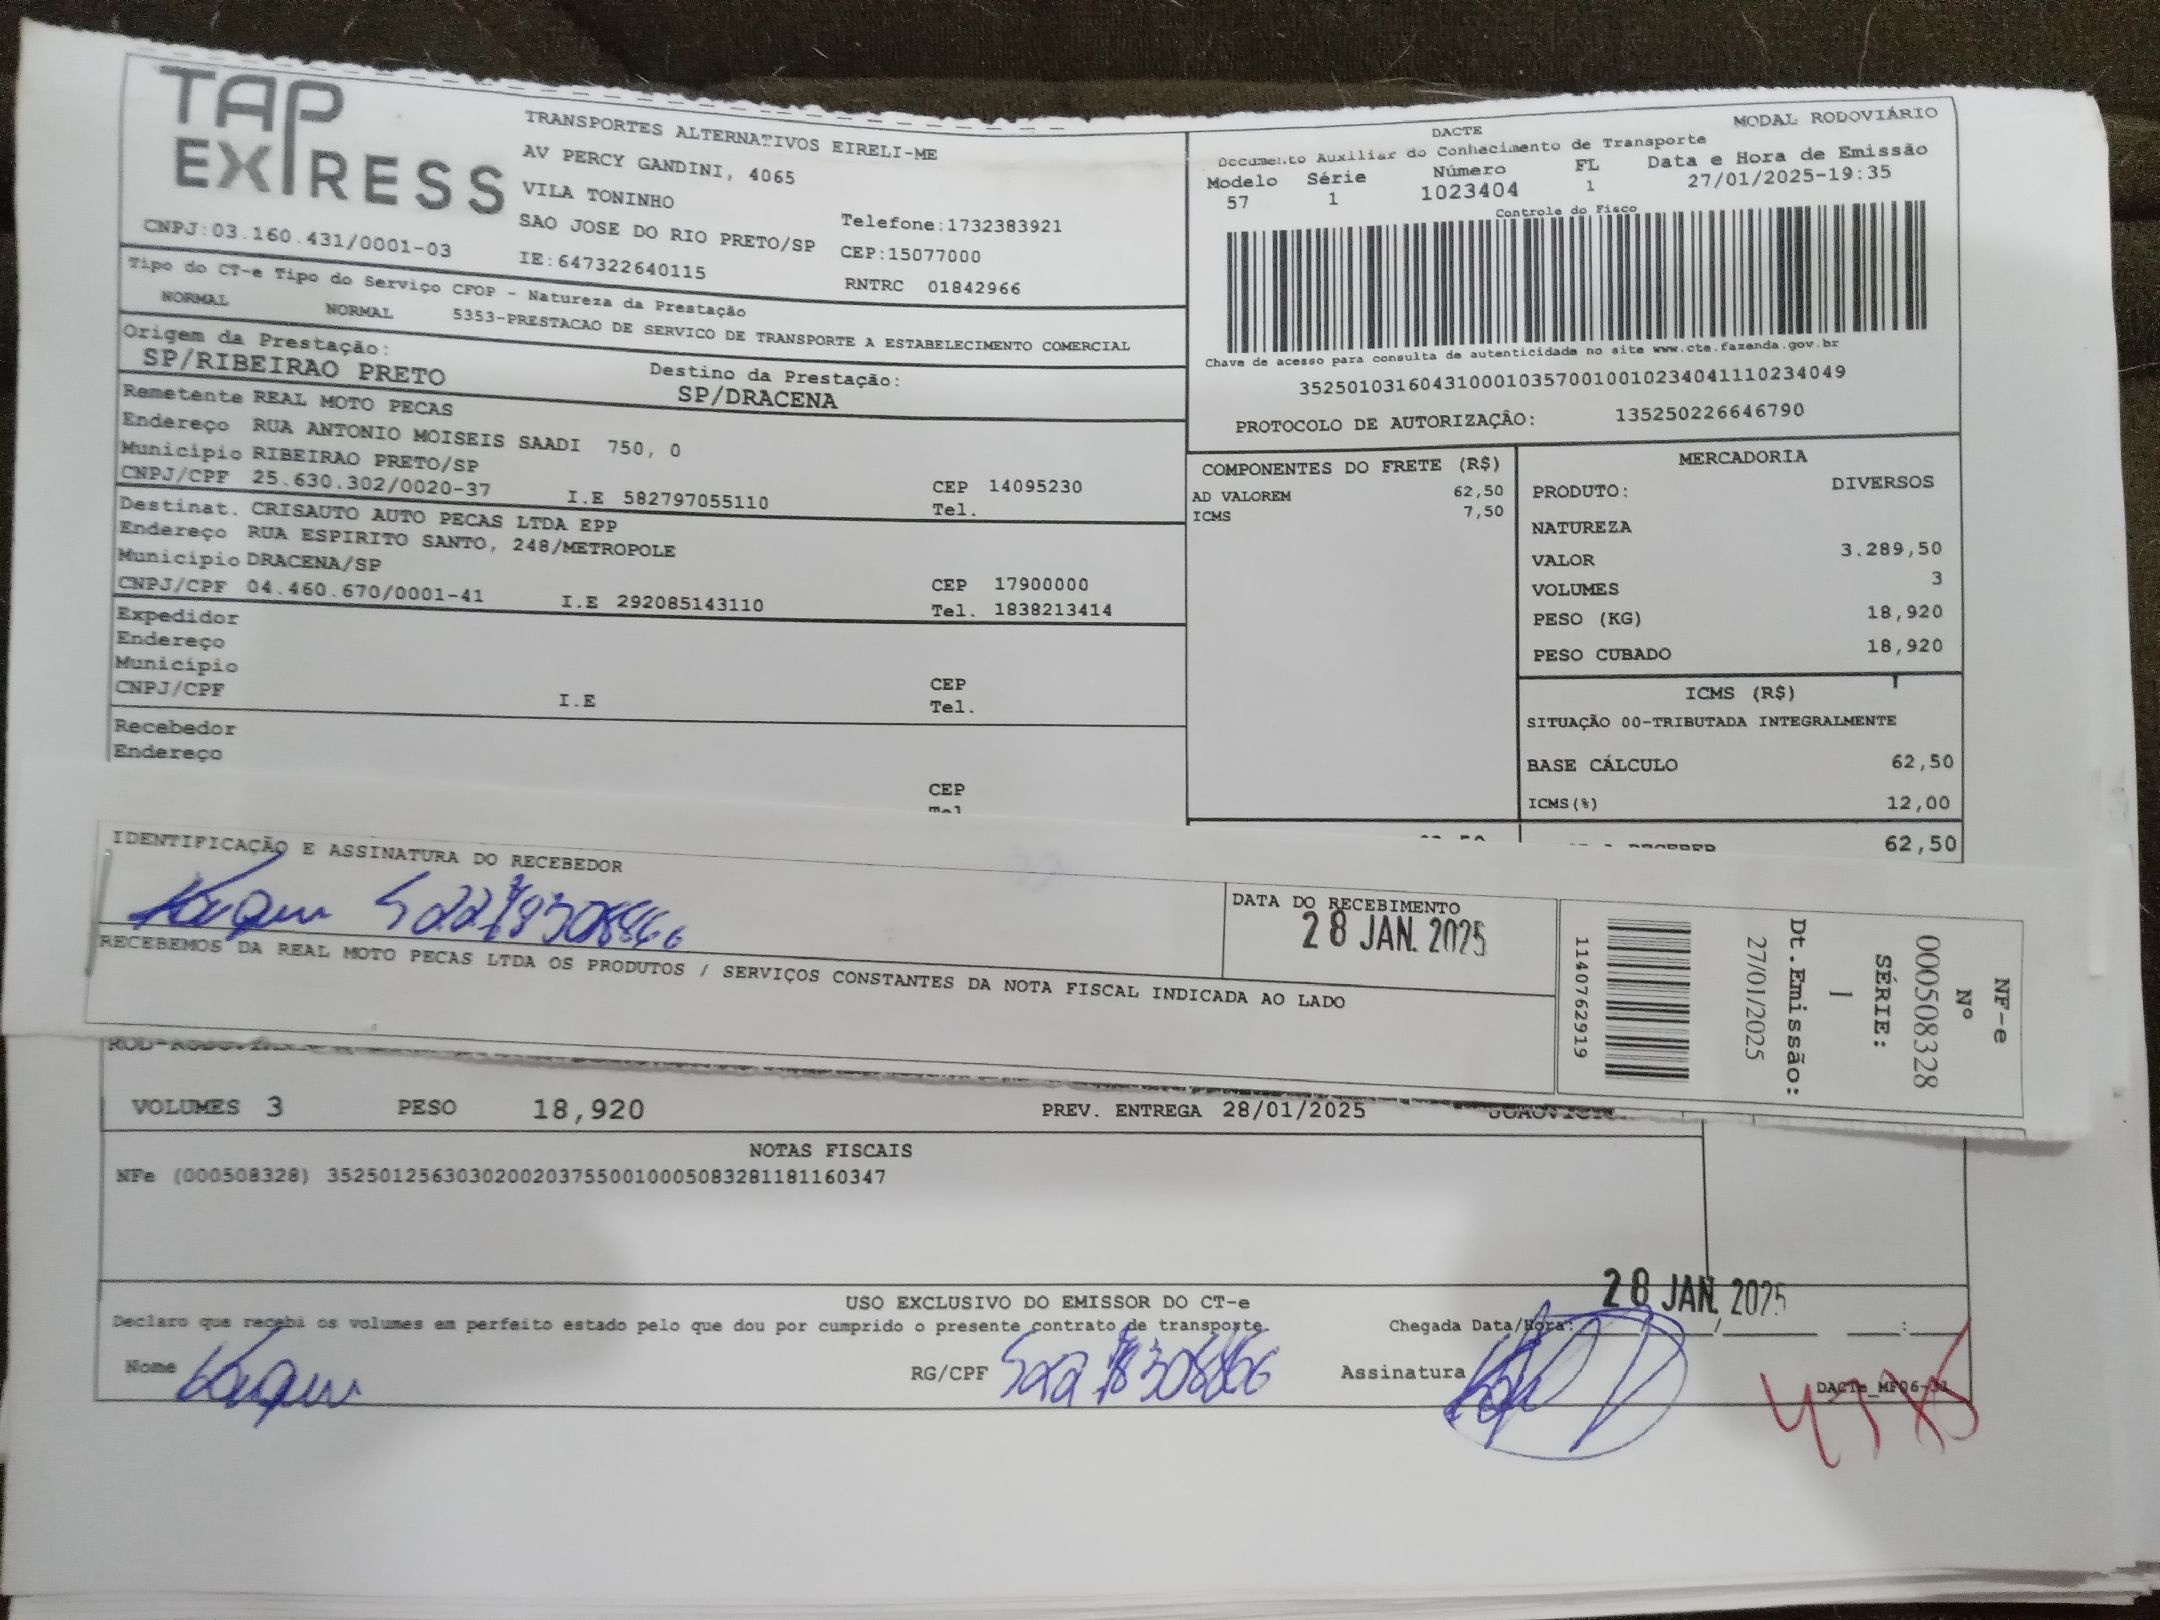 TAP EXPRESS
CNPJ:03.160.431/0001-03
TRANSPORTES ALTERNATIVOS EIRELI-ME
AV PERCY GANDINI, 4065
VILA TONINHO
SAO JOSE DO RIO PRETO/SP
IE:647322640115
Telefone:1732383921
CEP:15077000
RNTRC 01842966
MODAL RODOVIÁRIO
DACTE
Documento Auxiliar do Conhecimento de Transporte
Modelo Série Número FL Data e Hora de Emissão
57 1 1023404 1 27/01/2025-19:35
Controle do Fisco
Chave de acesso para consulta de autenticidade no site www.cte.fazenda.gov.br
35250103160431000103570010010234041110234049
PROTOCOLO DE AUTORIZAÇÂO: 135250226646790
Tipo do CT-e Tipo do Serviço CFOP - Natureza da Prestação
NORMAL NORMAL 5353-PRESTACAO DE SERVICO DE TRANSPORTE A ESTABELECIMENTO COMERCIAL
Origem da Prestação: Destino da Prestação:
SP/RIBEIRAO PRETO SP/DRACENA
Remetente REAL MOTO PECAS
Endereço RUA ANTONIO MOISEIS SAADI 750, 0
Município RIBEIRAO PRETO/SP CEP 14095230
CNPJ/CPF 25.630.302/0020-37 I.E 582797055110 Tel.
Destinat. CRISAUTO AUTO PECAS LTDA EPP
Endereço RUA ESPIRITO SANTO, 248/METROPOLE
Município DRACENA/SP CEP 17900000
CNPJ/CPF 04.460.670/0001-41 I.E 292085143110 Tel. 1838213414
Expedidor
Endereço
Município CEP
CNPJ/CPF I.E Tel.
Recebedor
Endereço
CEP
COMPONENTES DO FRETE (R$)
AD VALOREM 62,50
ICMS 7,50
MERCADORIA
PRODUTO: DIVERSOS
NATUREZA
VALOR 3.289,50
VOLUMES 3
PESO (KG) 18,920
PESO CUBADO 18,920
ICMS (R$)
SITUAÇÃO 00-TRIBUTADA INTEGRALMENTE
BASE CÁLCULO 62,50
ICMS(%) 12,00
62,50
IDENTIFICAÇÃO E ASSINATURA DO RECEBEDOR
DATA DO RECEBIMENTO
28 JAN. 2025
RECEBEMOS DA REAL MOTO PECAS LTDA OS PRODUTOS / SERVIÇOS CONSTANTES DA NOTA FISCAL INDICADA AO LADO
NF-e
Nº
000508328
SÉRIE:
1
Dt.Emissão:
27/01/2025
1140762919
VOLUMES 3 PESO 18,920 PREV. ENTREGA 28/01/2025
NOTAS FISCAIS
NFe (000508328) 35250125630302002037550010005083281181160347
USO EXCLUSIVO DO EMISSOR DO CT-e
28 JAN. 2025
Declaro que recebi os volumes em perfeito estado pelo que dou por cumprido o presente contrato de transporte. Chegada Data/Hora:
Nome RG/CPF Assinatura